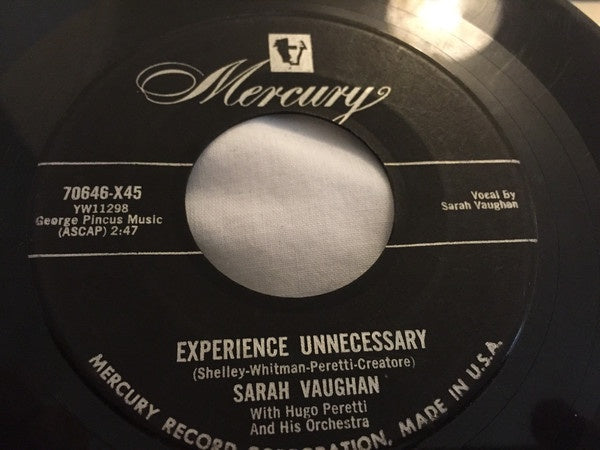 Mercury
70646-X45
YW11298
George Pincus Music
(ASCAP) 2:47
Vocal By
Sarah Vaughan
EXPERIENCE UNNECESSARY
(Shelley-Whitman-Peretti-Creatore)
SARAH VAUGHAN
With Hugo Peretti
And His Orchestra
MERCURY RECORD CORPORATION, MADE IN U.S.A.